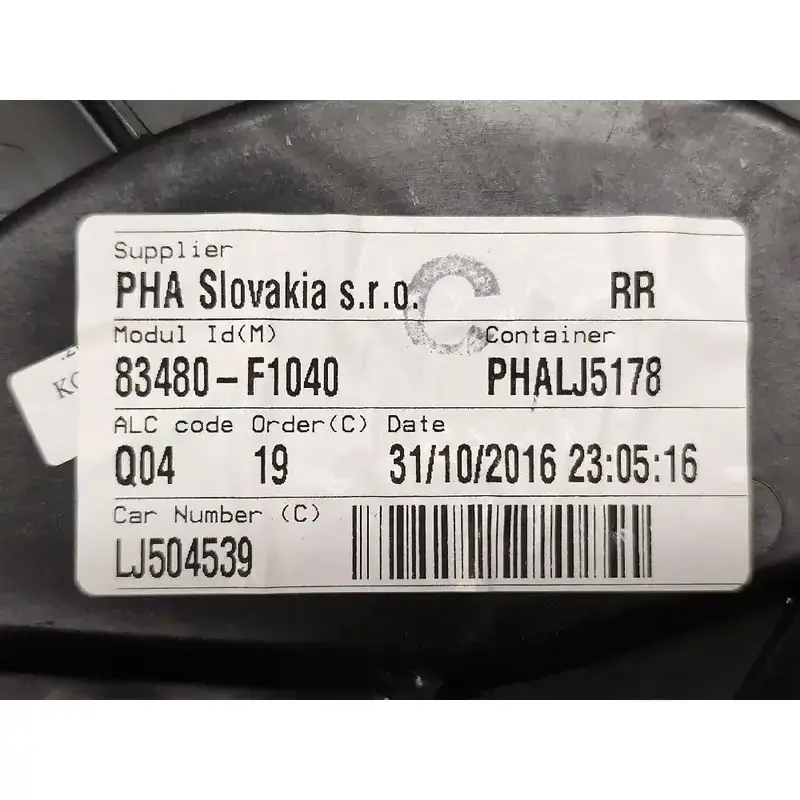 Supplier
PHA Slovakia s.r.o. RR
C
Modul Id(M) Container
83480-F1040 PHALJ5178
ALC code Order(C) Date
Q04 19 31/10/2016 23:05:16
Car Number (C)
LJ504539